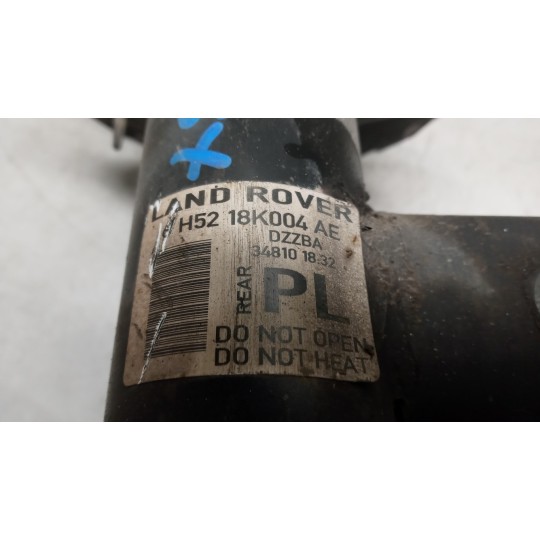 LAND ROVER
H52 18K004 AE
DZZBA
34810 18:32
REAR
PL
DO NOT OPEN
DO NOT HEAT